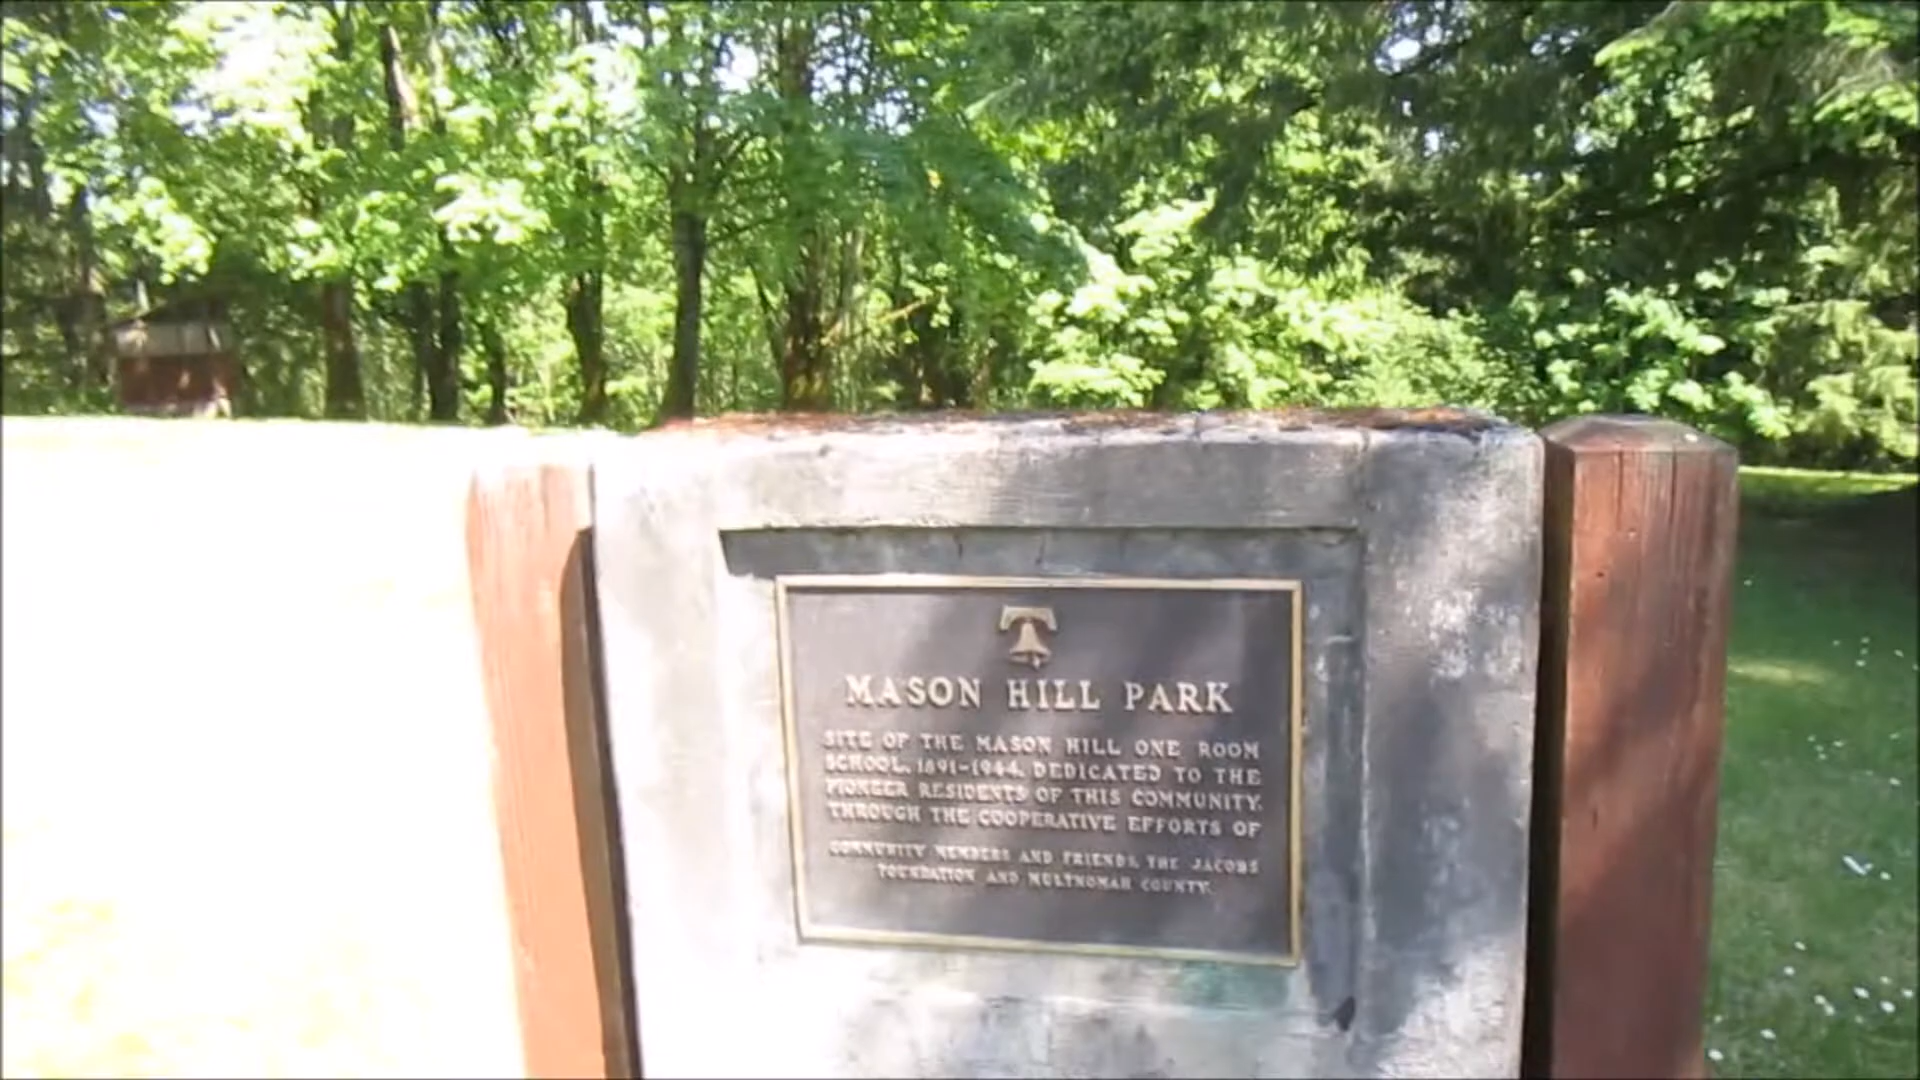 MASON HILL PARK
SITE OF THE MASON HILL ONE ROOM
SCHOOL, 1891-1944. DEDICATED TO THE
PIONEER RESIDENTS OF THIS COMMUNITY,
THROUGH THE COOPERATIVE EFFORTS OF
COMMUNITY MEMBERS AND FRIENDS, THE JACOBS
FOUNDATION AND MULTNOMAH COUNTY.